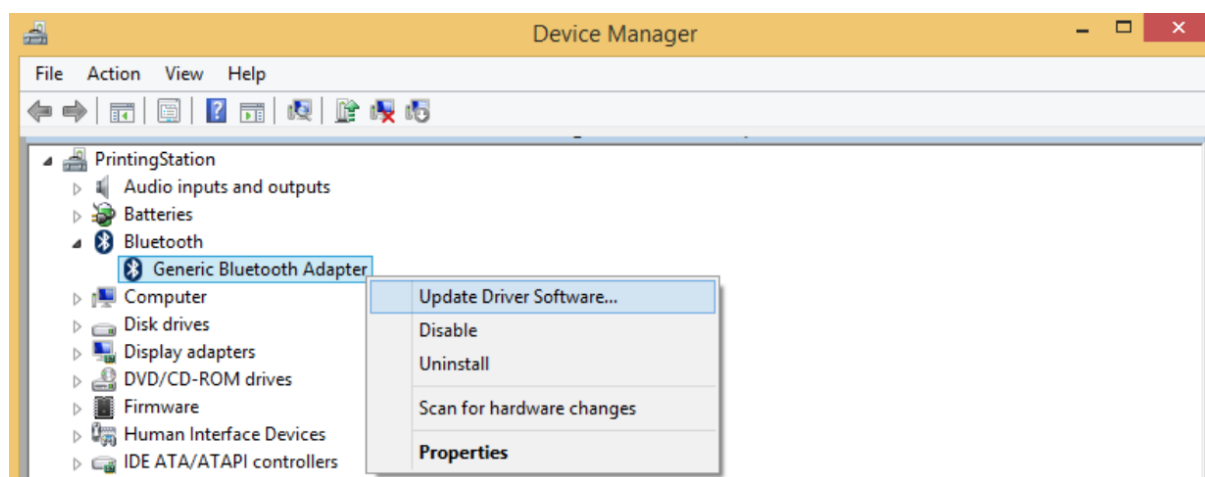 Device Manager
File Action View Help
PrintingStation
Audio inputs and outputs
Batteries
Bluetooth
Generic Bluetooth Adapter
Computer
Disk drives
Display adapters
DVD/CD-ROM drives
Firmware
Human Interface Devices
IDE ATA/ATAPI controllers
Update Driver Software...
Disable
Uninstall
Scan for hardware changes
Properties